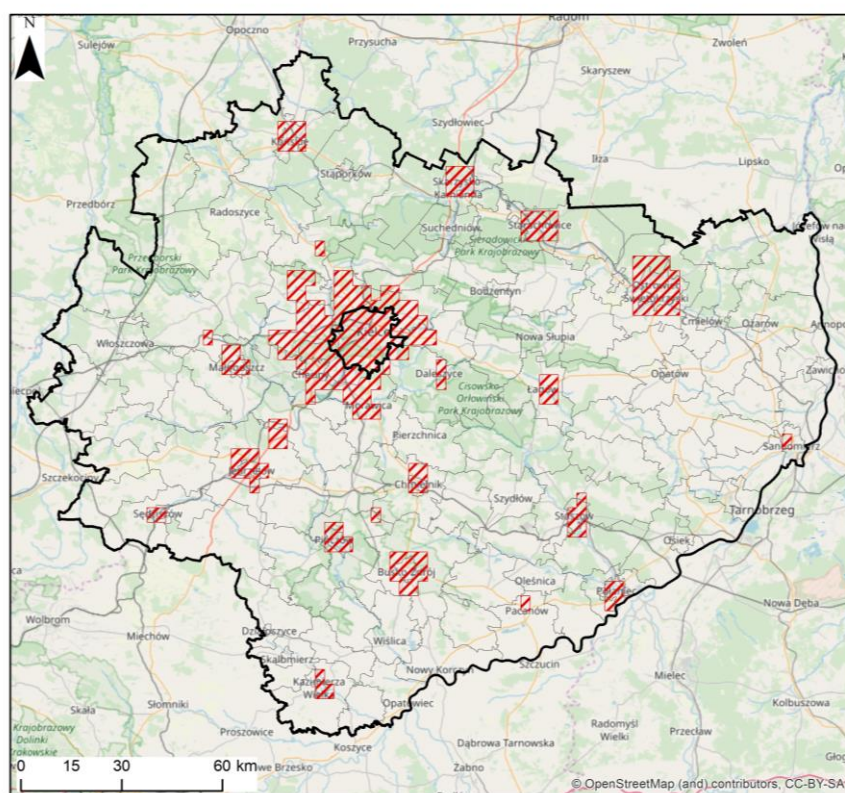 N
Sulejów
Opoczno
Przysucha
Radom
Zwoleń
Skaryszew
Szydłowiec
Iłża
Lipsko
Przedbórz
Stąporków
Radoszyce
Suchedniów
Sieradowicki
Park Krajobrazowy
Przedborski
Park Krajobrazowy
Bodzentyn
Ćmielów
Ożarów
Włoszczowa
Nowa Słupia
Opatów
Daleszyce
Cisowsko
Orłowiński
Park Krajobrazowy
Łagów
Morawica
Pierzchnica
Sandomierz
Szczekociny
Chmielnik
Szydłów
Tarnobrzeg
Osiek
Busko-Zdrój
Oleśnica
Pacanów
Nowa Dęba
Wolbrom
Miechów
Działoszyce
Wiślica
Skalbmierz
Nowy Korczyn
Szczucin
Mielec
Kazimierza
Opatowiec
Kolbuszowa
Skała
Słomniki
Proszowice
Koszyce
Radomyśl
Wielki
Przecław
Krajobrazowy
Dolinki
Krakowskie
Dąbrowa Tarnowska
Żabno
we Brzesko
0 15 30 60 km
© OpenStreetMap (and) contributors, CC-BY-SA